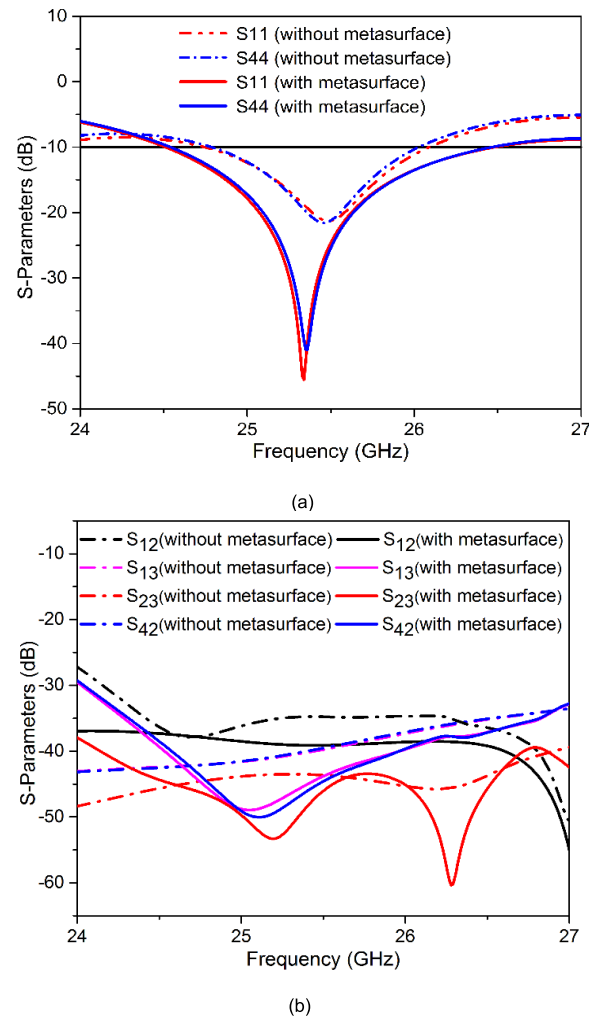 10
0
-10
-20
-30
-40
-50
S-Parameters (dB)
S11 (without metasurface)
S44 (without metasurface)
S11 (with metasurface)
S44 (with metasurface)
24 25 26 27
Frequency (GHz)
(a)
-10
-20
-30
-40
-50
-60
S-Parameters (dB)
S12(without metasurface) S12(with metasurface)
S13(without metasurface) S13(with metasurface)
S23(without metasurface) S23(with metasurface)
S42(without metasurface) S42(with metasurface)
24 25 26 27
Frequency (GHz)
(b)